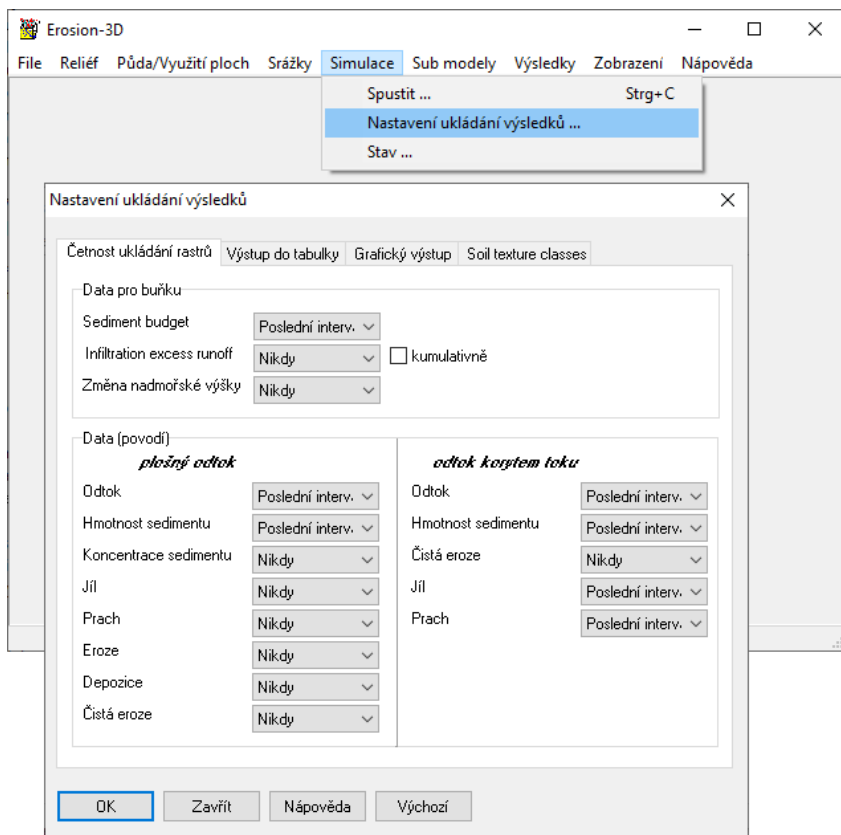 Erosion-3D
File Reliéf Půda/Využití ploch Srážky Simulace Sub modely Výsledky Zobrazení Nápověda
Spustit ... Strg+C
Nastavení ukládání výsledků ...
Stav ...
Nastavení ukládání výsledků
Četnost ukládání rastrů Výstup do tabulky Grafický výstup Soil texture classes
Data pro buňku
Sediment budget Poslední interv.
Infiltration excess runoff Nikdy kumulativně
Změna nadmořské výšky Nikdy
Data (povodí)
plošný odtok odtok korytem toku
Odtok Poslední interv. Odtok Poslední interv.
Hmotnost sedimentu Poslední interv. Hmotnost sedimentu Poslední interv.
Koncentrace sedimentu Nikdy Čistá eroze Nikdy
Jíl Nikdy Jíl Poslední interv.
Prach Nikdy Prach Poslední interv.
Eroze Nikdy
Depozice Nikdy
Čistá eroze Nikdy
OK Zavřít Nápověda Výchozí